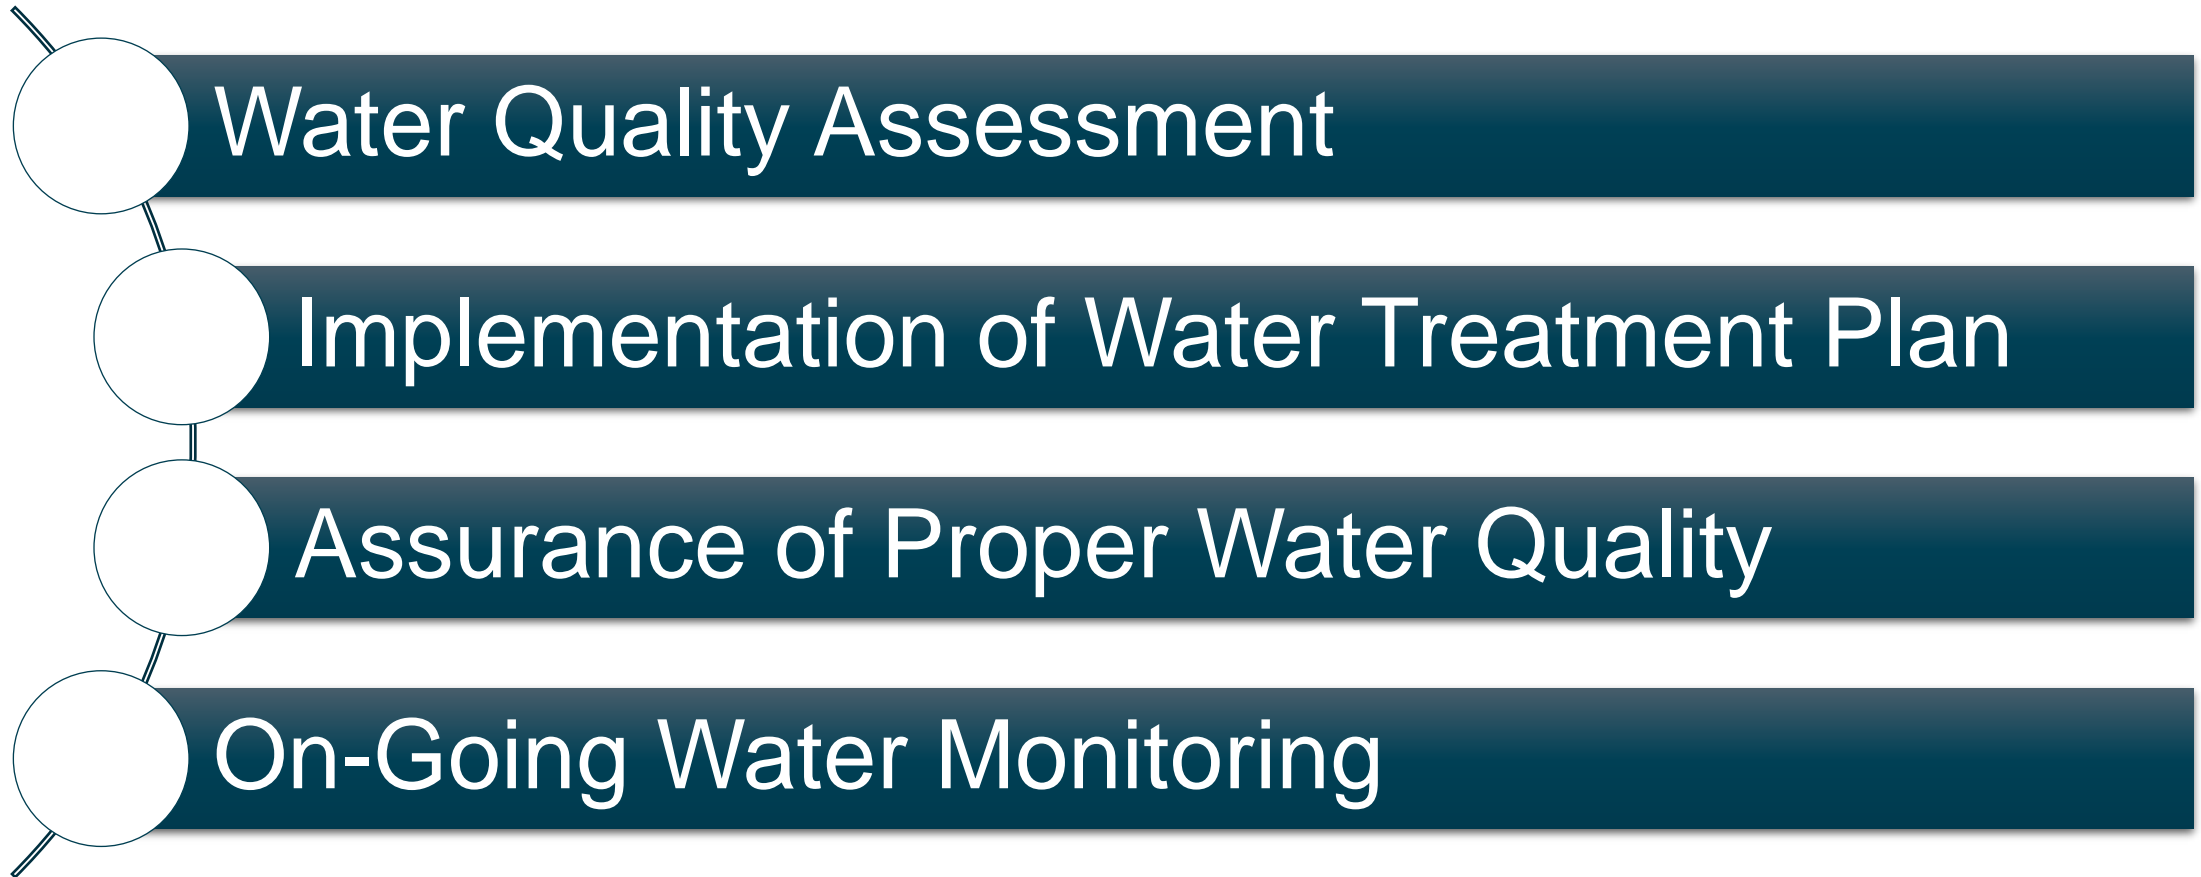 Water Quality Assessment
Implementation of Water Treatment Plan
Assurance of Proper Water Quality
On-Going Water Monitoring